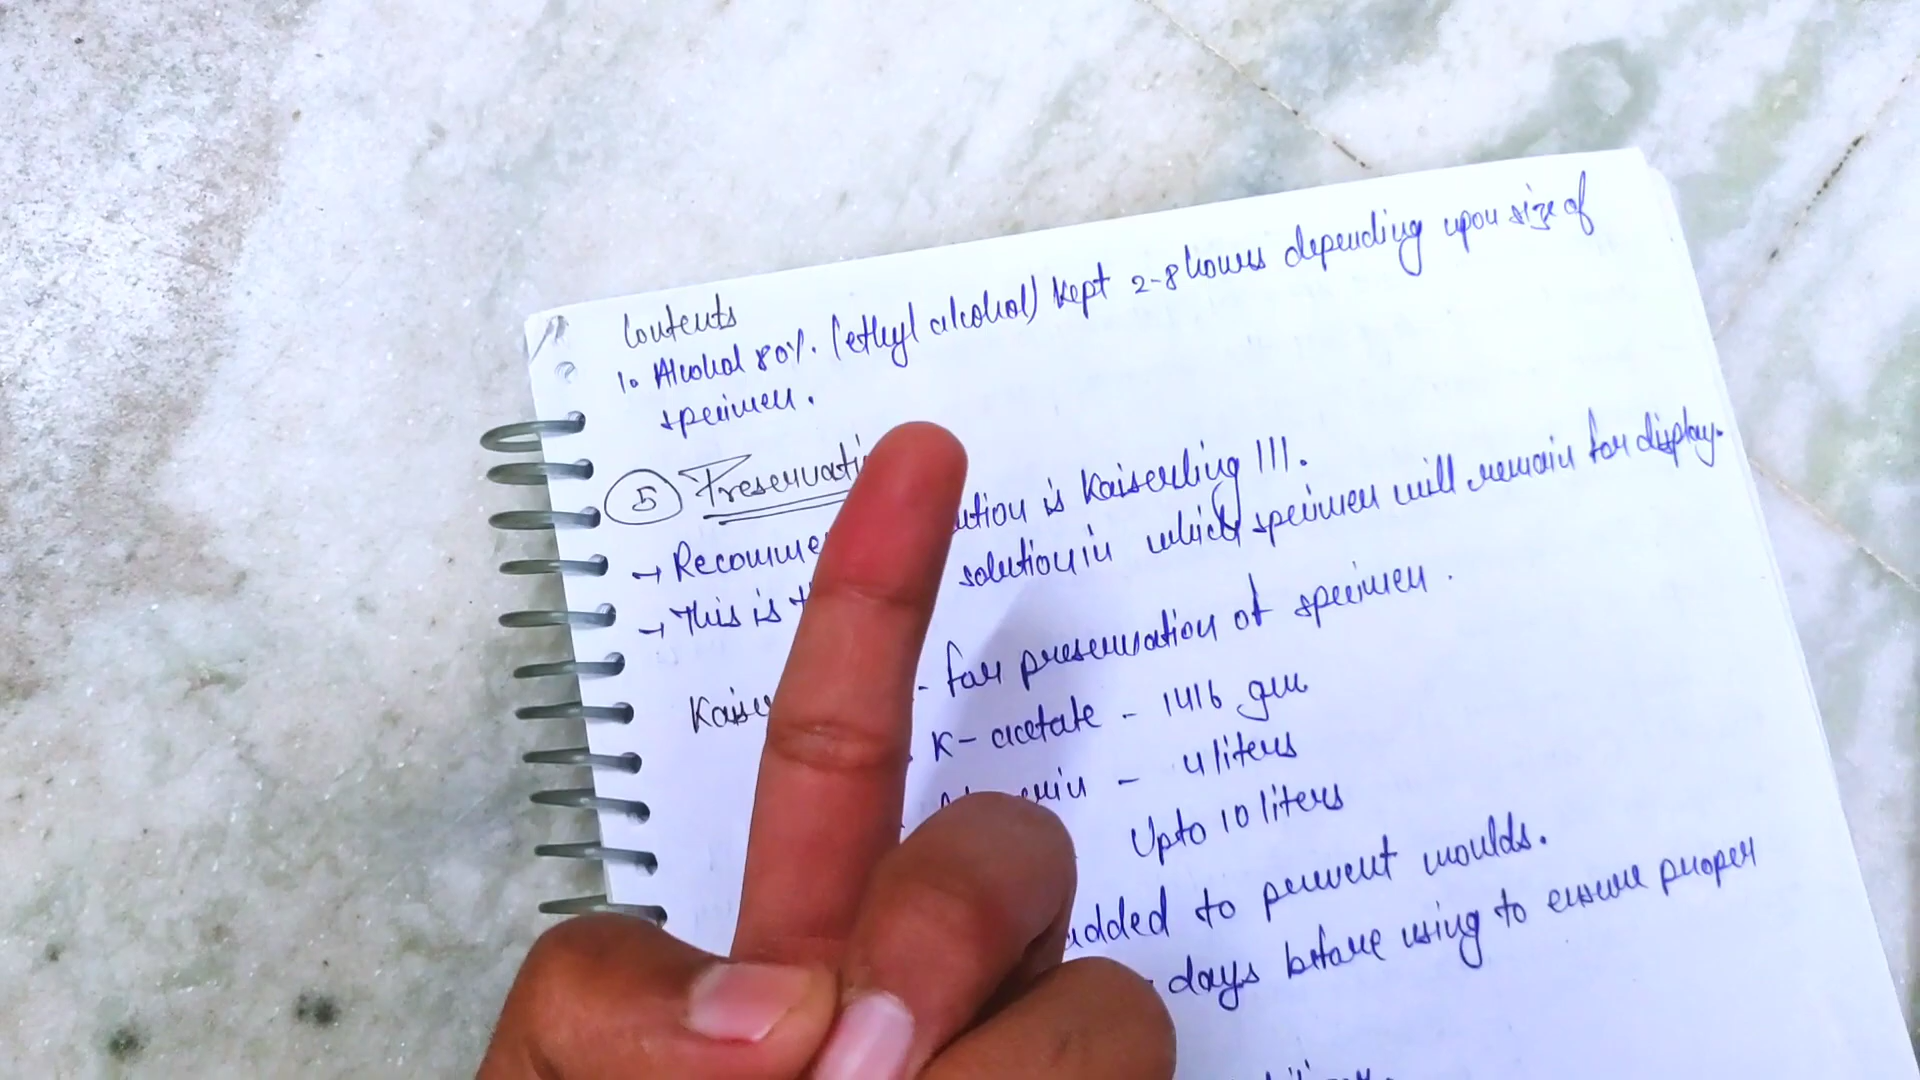 Contents
1. Alcohol 80%. (ethyl alcohol) kept 2-8 hours depending upon size of
specimen.
5 Preservati
→ Recomme ution is Kaiserling III.
→ This is solution in which specimen will remain for display.
Kaise - for preservation of specimen.
K- acetate - 1416 gm
- 4 liters
Upto 10 liters
added to prevent moulds.
days before using to ensure proper